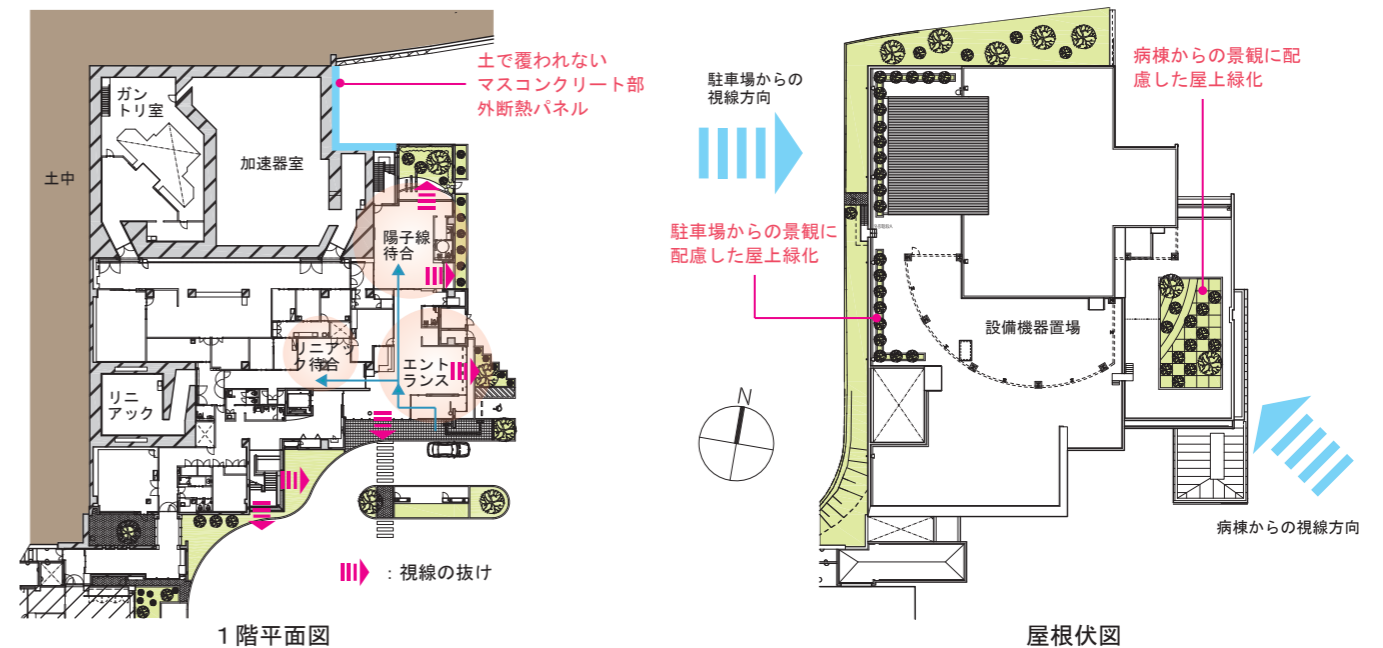 土で覆われない
マスコンクリート部
外断熱パネル
ガン
トリ室
加速器室
土中
陽子線
待合
リニアッ
ク待合
エント
ランス
リニ
アック
：視線の抜け
1階平面図
駐車場からの
視線方向
病棟からの景観に配
慮した屋上緑化
駐車場からの景観に
配慮した屋上緑化
設備機器置場
N
病棟からの視線方向
屋根伏図